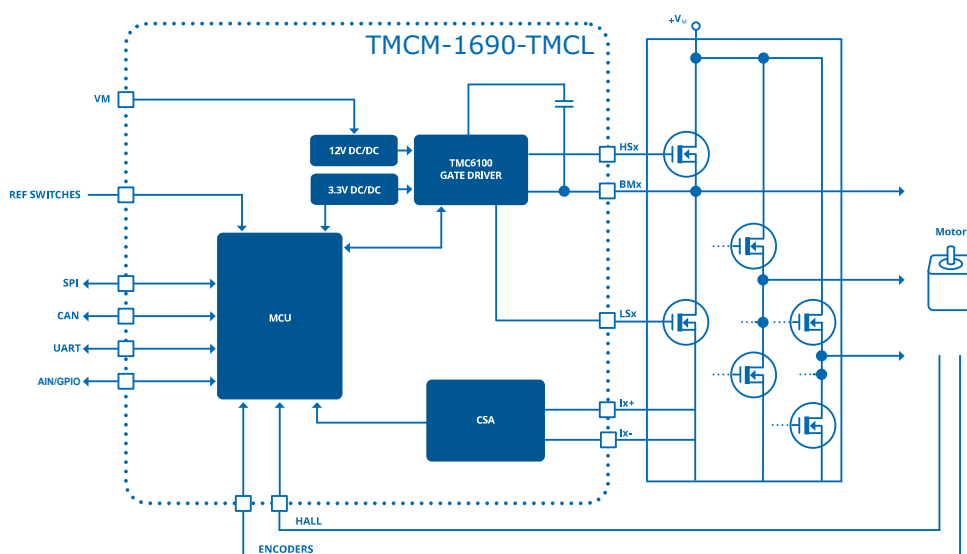 +VM
TMCM-1690-TMCL
VM
12V DC/DC
TMC6100
GATE DRIVER
HSx
3.3V DC/DC
BMx
REF SWITCHES
Motor
SPI
CAN
MCU
LSx
UART
AIN/GPIO
CSA
Ix+
Ix-
HALL
ENCODERS